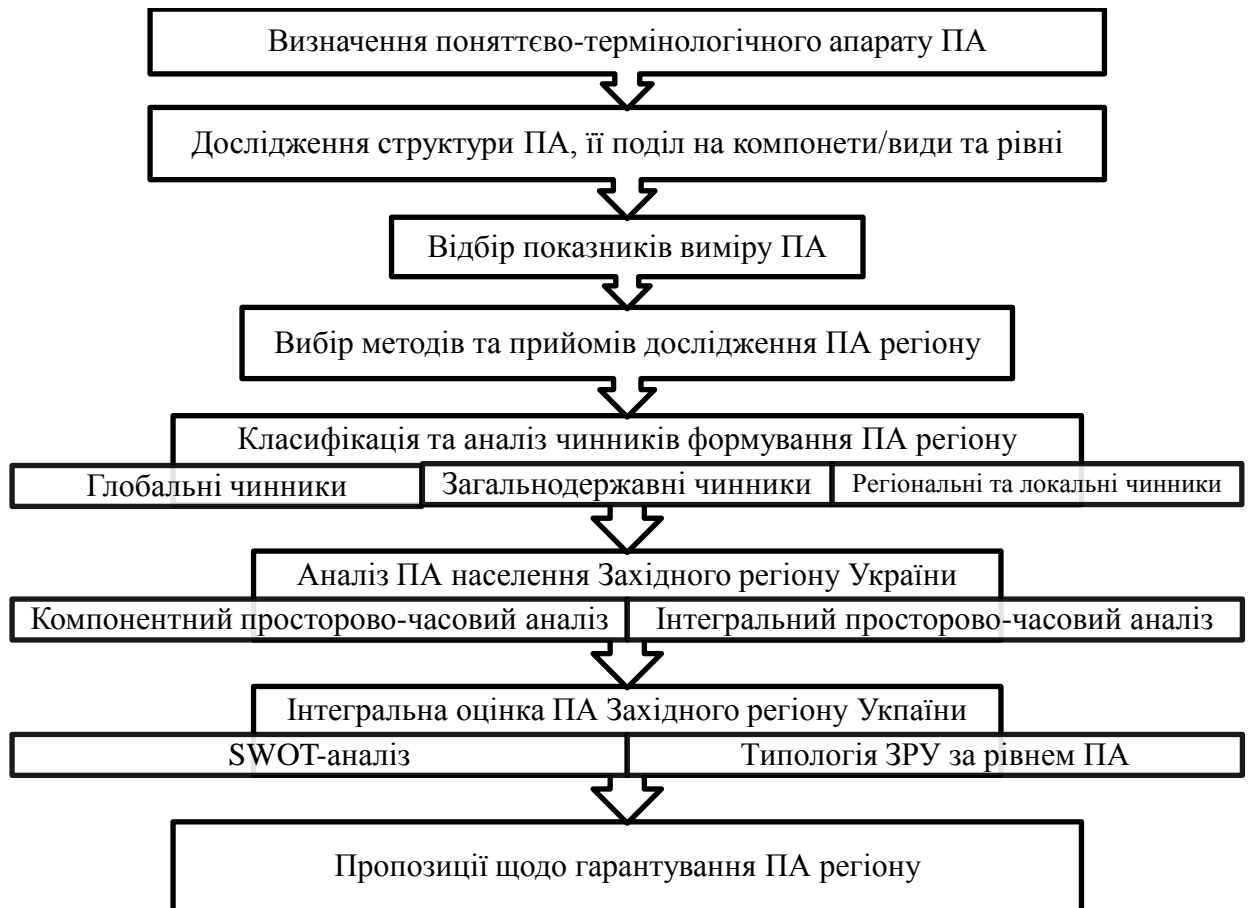 Визначення поняттєво-термінологічного апарату ПА
Дослідження структури ПА, її поділ на компонети/види та рівні
Відбір показників виміру ПА
Вибір методів та прийомів дослідження ПА регіону
Класифікація та аналіз чинників формування ПА регіону
Глобальні чинники
Загальнодержавні чинники
Регіональні та локальні чинники
Аналіз ПА населення Західного регіону України
Компонентний просторово-часовий аналіз
Інтегральний просторово-часовий аналіз
Інтегральна оцінка ПА Західного регіону Укпаїни
SWOT-аналіз
Типологія ЗРУ за рівнем ПА
Пропозиції щодо гарантування ПА регіону